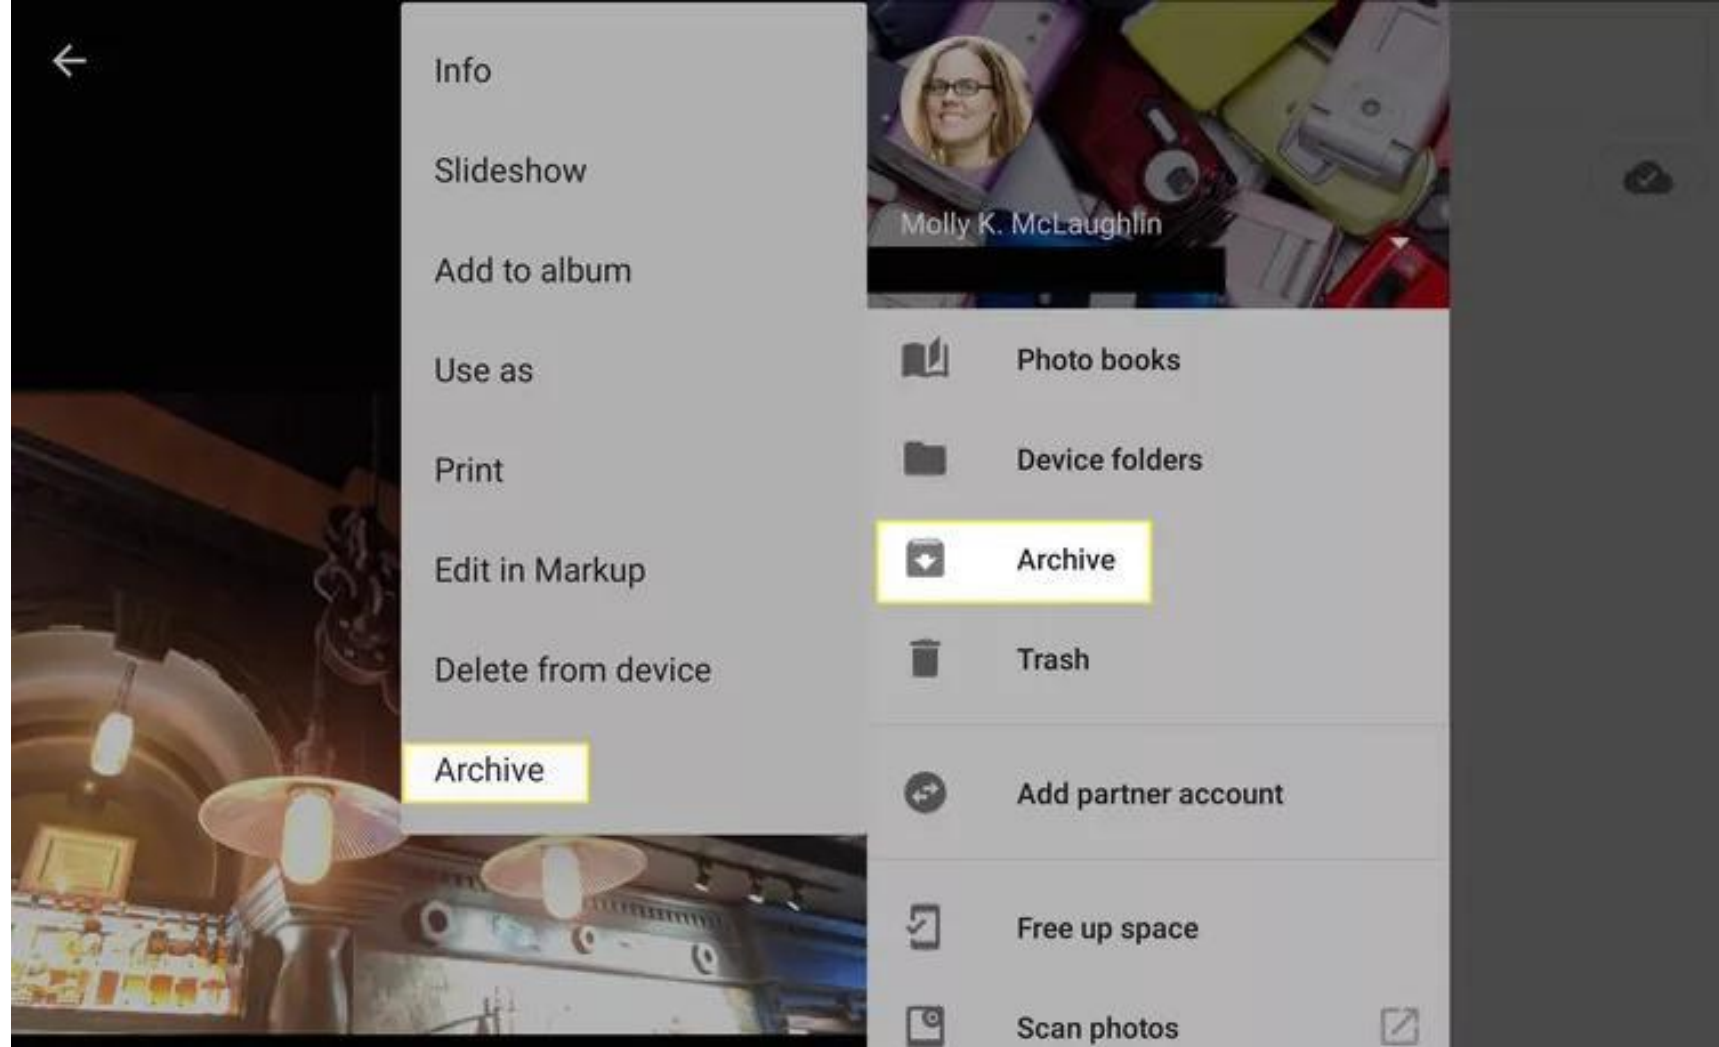 Info
Slideshow
Add to album
Use as
Print
Edit in Markup
Delete from device
Archive
Molly K. McLaughlin
Photo books
Device folders
Archive
Trash
Add partner account
Free up space
Scan photos